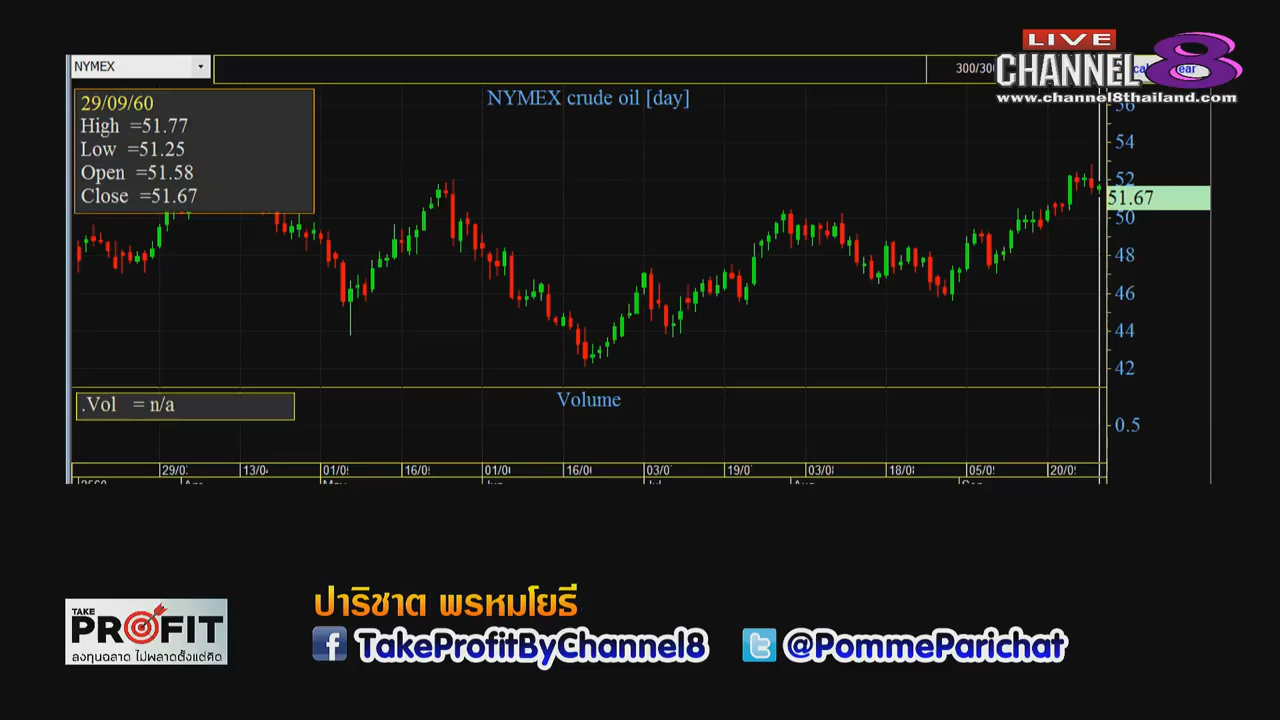 LIVE
CHANNEL 8
www.channel8thailand.com
NYMEX
300/300
NYMEX crude oil [day]
29/09/60
High =51.77
Low =51.25
Open =51.58
Close =51.67
56
54
52
51.67
50
48
46
44
42
.Vol = n/a
Volume
0.5
29/0 13/0 01/0 16/0 01/0 16/0 03/0 19/0 03/0 18/0 05/0 20/0
TAKE
PROFIT
ลงทุนฉลาด ไม่พลาดตั้งแต่คิด
ปาริชาต พรหมโยธี
TakeProfitByChannel8
@PommeParichat